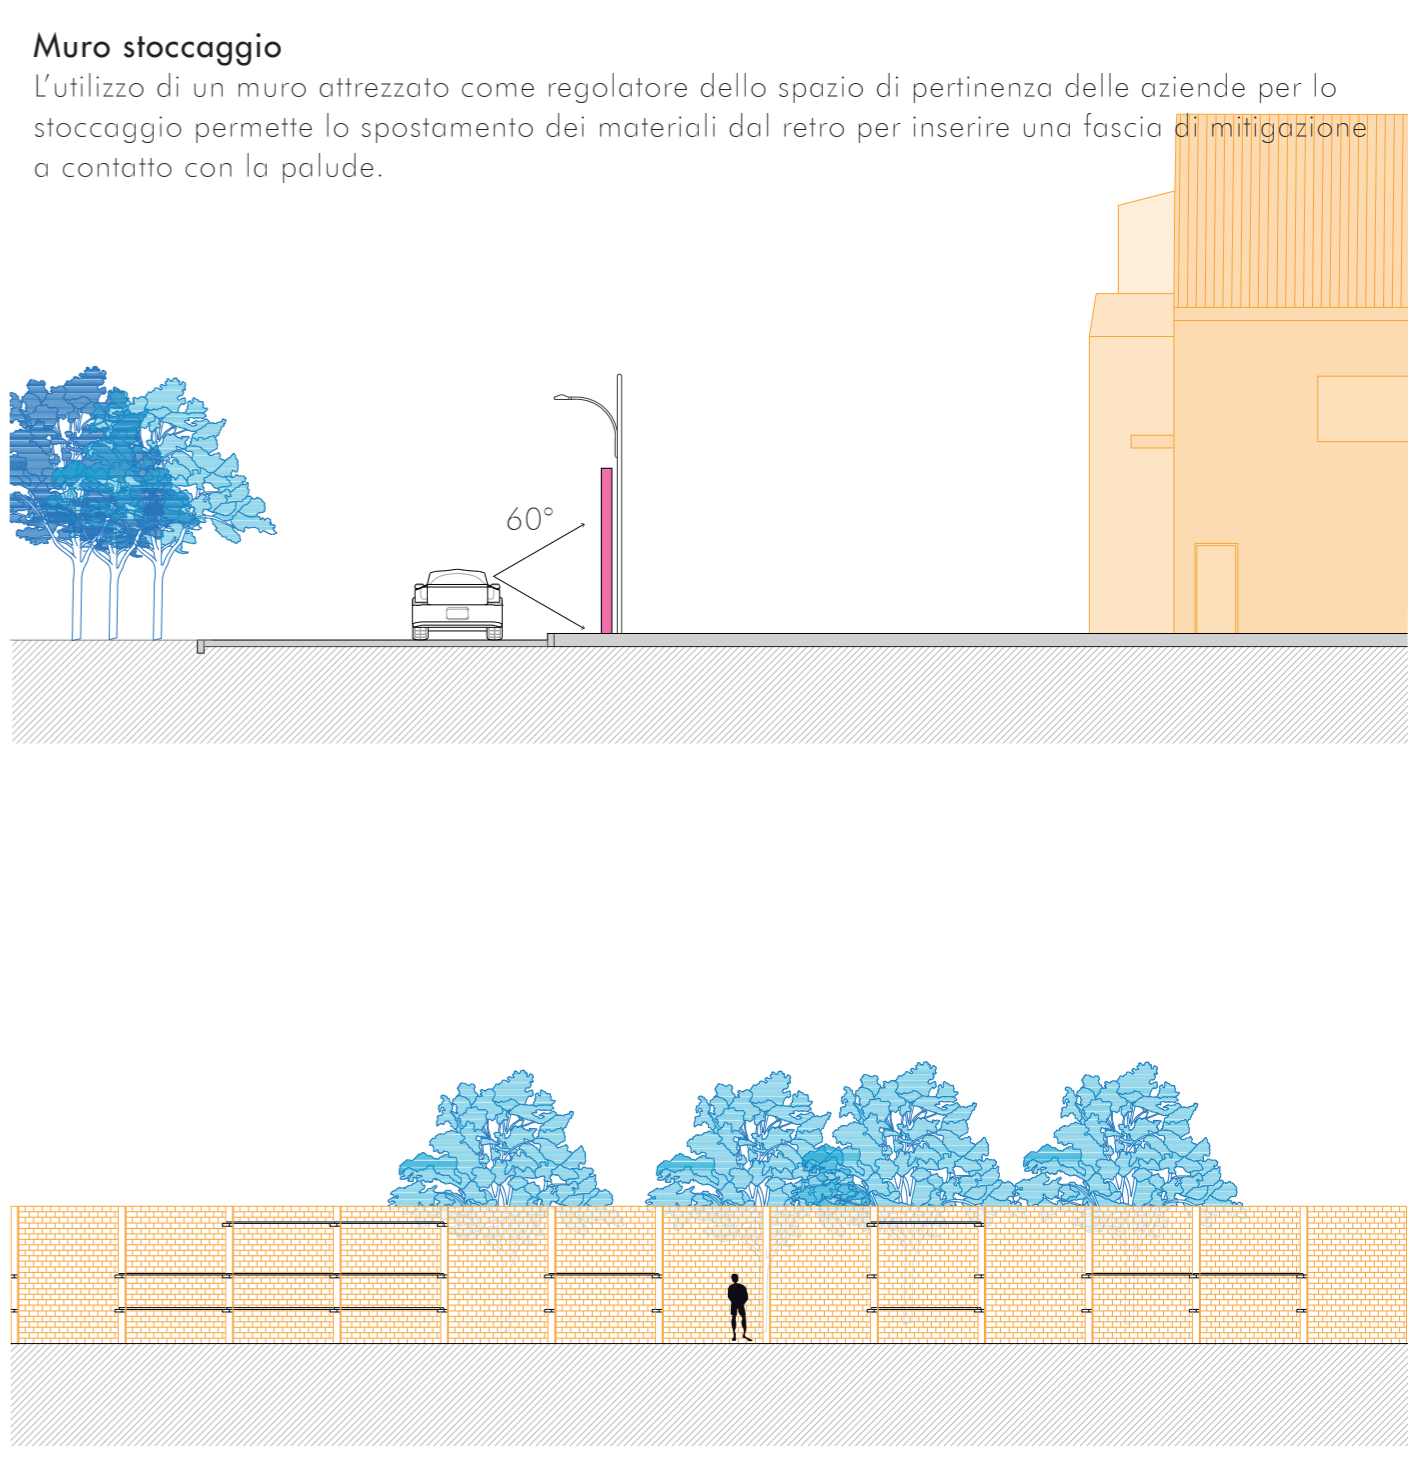 Muro stoccaggio
L’utilizzo di un muro attrezzato come regolatore dello spazio di pertinenza delle aziende per lo
stoccaggio permette lo spostamento dei materiali dal retro per inserire una fascia di mitigazione
a contatto con la palude.
60°